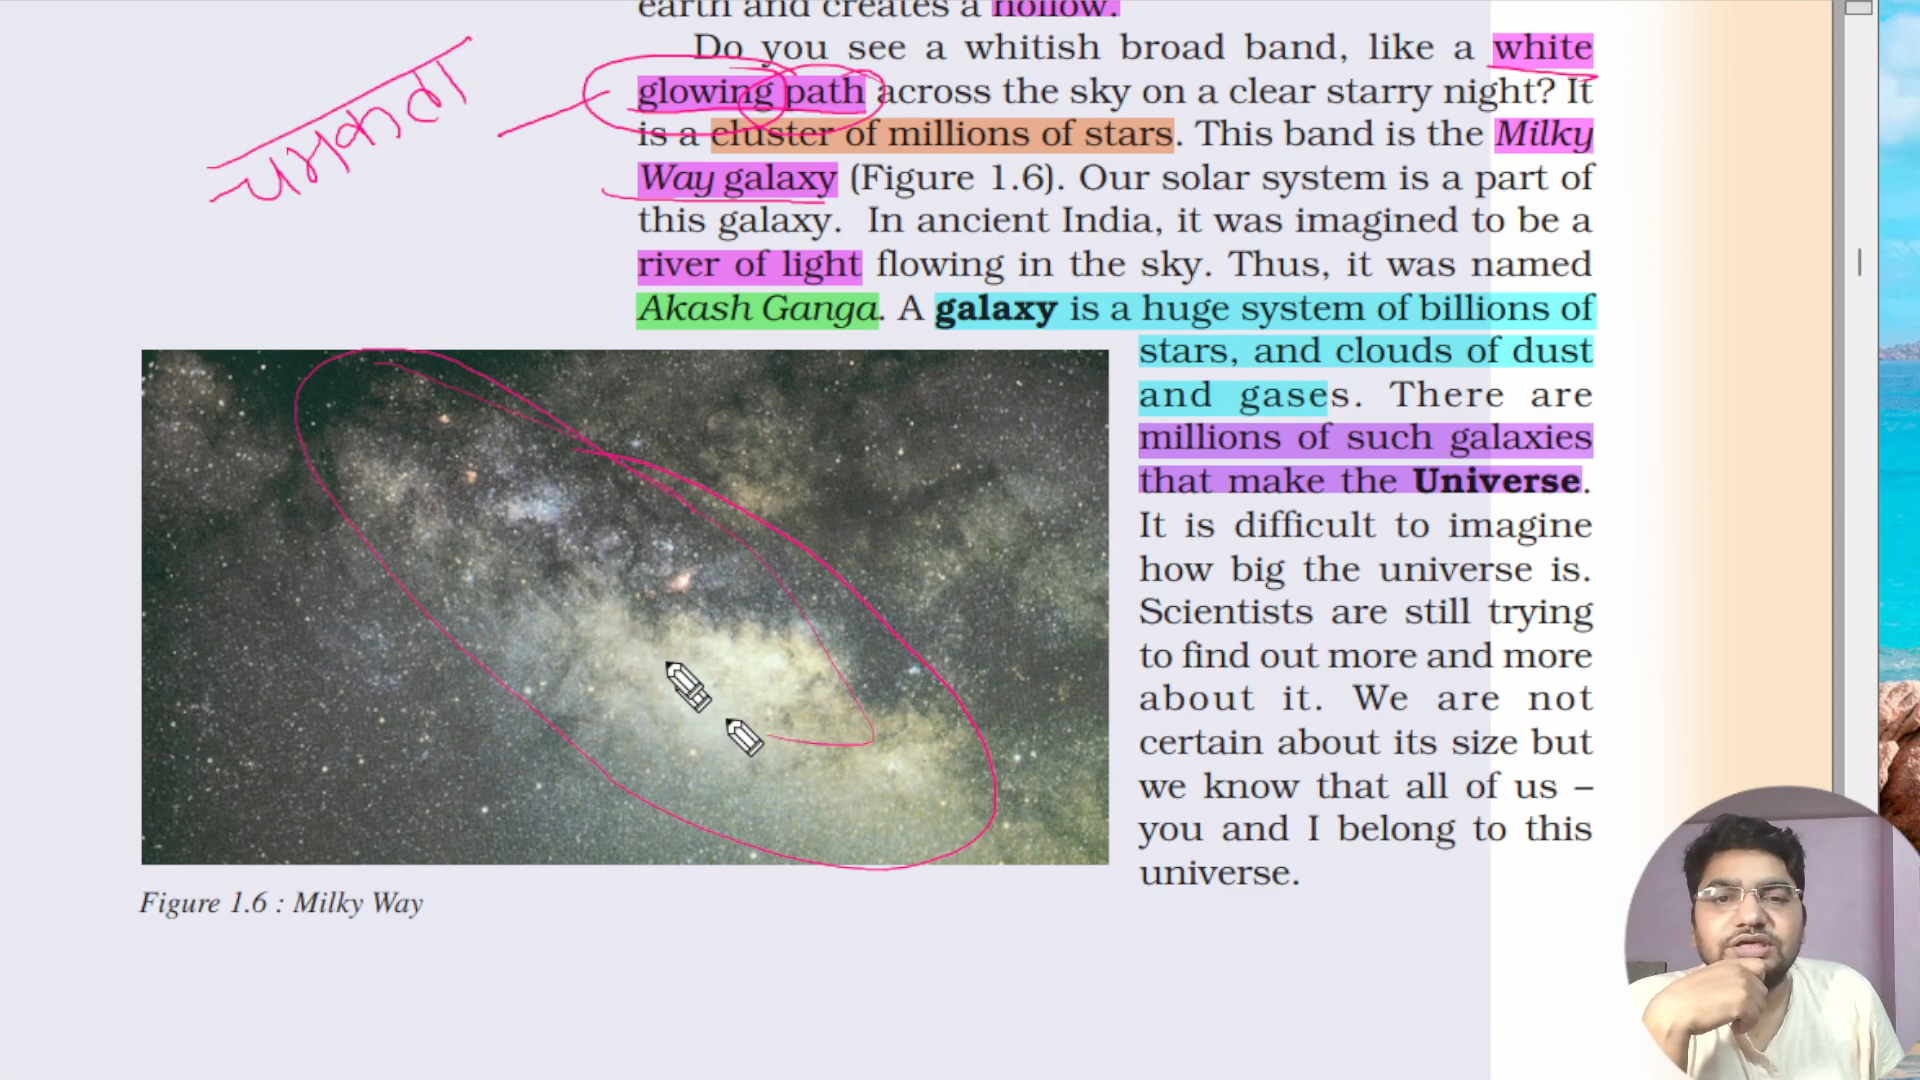 earth and creates a hollow.
Do you see a whitish broad band, like a white
glowing path across the sky on a clear starry night? It
is a cluster of millions of stars. This band is the Milky
Way galaxy (Figure 1.6). Our solar system is a part of
this galaxy. In ancient India, it was imagined to be a
river of light flowing in the sky. Thus, it was named
Akash Ganga. A galaxy is a huge system of billions of
stars, and clouds of dust
and gases. There are
millions of such galaxies
that make the Universe.
It is difficult to imagine
how big the universe is.
Scientists are still trying
to find out more and more
about it. We are not
certain about its size but
we know that all of us –
you and I belong to this
universe.
चमकता
Figure 1.6 : Milky Way